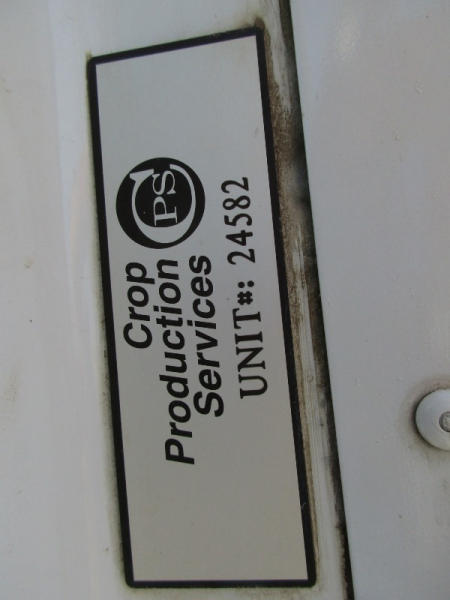 Crop
Production
Services
CPS
UNIT#: 24582